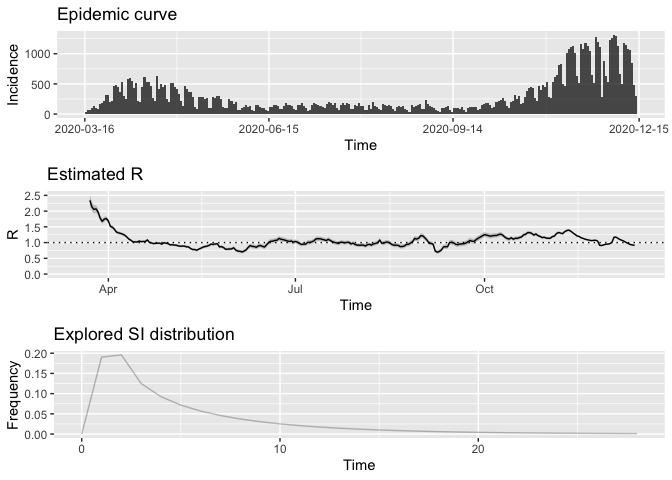 Epidemic curve
1000
500
0
Incidence
2020-03-16 2020-06-15 2020-09-14 2020-12-15
Time
Estimated R
2.5
2.0
1.5
1.0
0.5
0.0
R
Apr Jul Oct
Time
Explored SI distribution
0.20
0.15
0.10
0.05
0.00
Frequency
0 10 20
Time